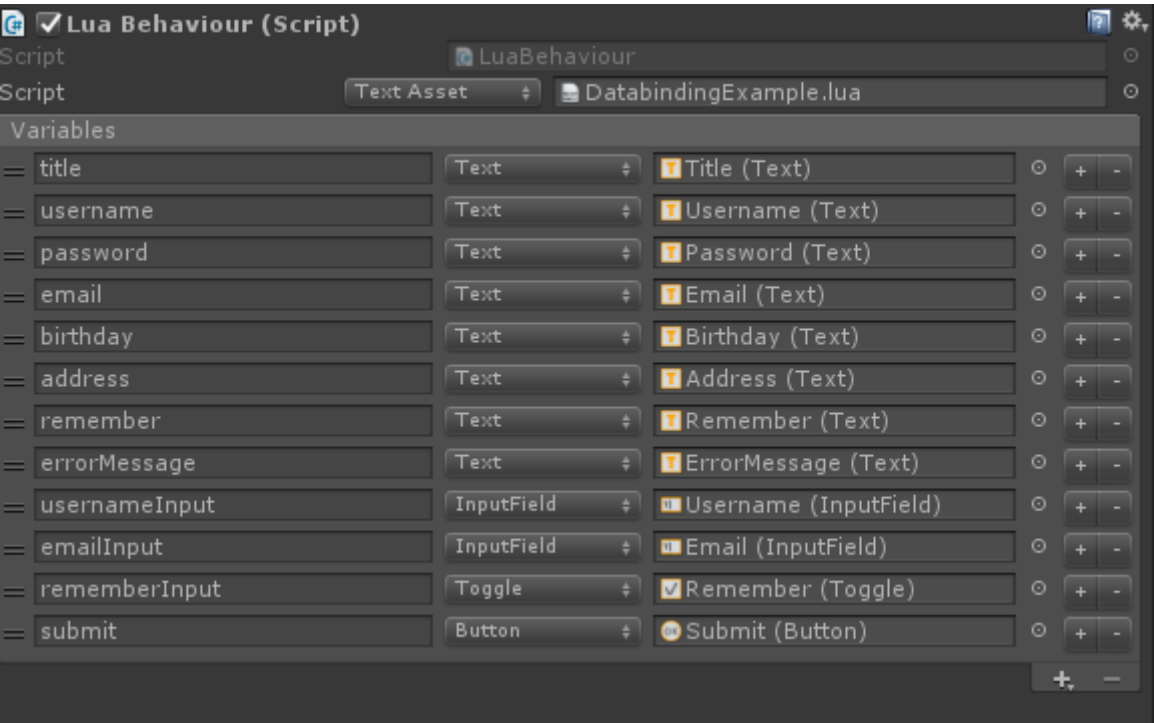 Lua Behaviour (Script)
Script LuaBehaviour
Script Text Asset DatabindingExample.lua
Variables
title Text Title (Text) + -
username Text Username (Text) + -
password Text Password (Text) + -
email Text Email (Text) + -
birthday Text Birthday (Text) + -
address Text Address (Text) + -
remember Text Remember (Text) + -
errorMessage Text ErrorMessage (Text) + -
usernameInput InputField Username (InputField) + -
emailInput InputField Email (InputField) + -
rememberInput Toggle Remember (Toggle) + -
submit Button Submit (Button) + -